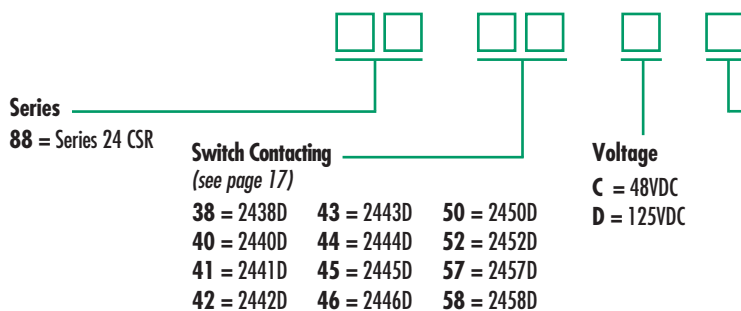 Series
88 = Series 24 CSR
Switch Contacting
(see page 17)
38 = 2438D 43 = 2443D 50 = 2450D
40 = 2440D 44 = 2444D 52 = 2452D
41 = 2441D 45 = 2445D 57 = 2457D
42 = 2442D 46 = 2446D 58 = 2458D
Voltage
C = 48VDC
D = 125VDC